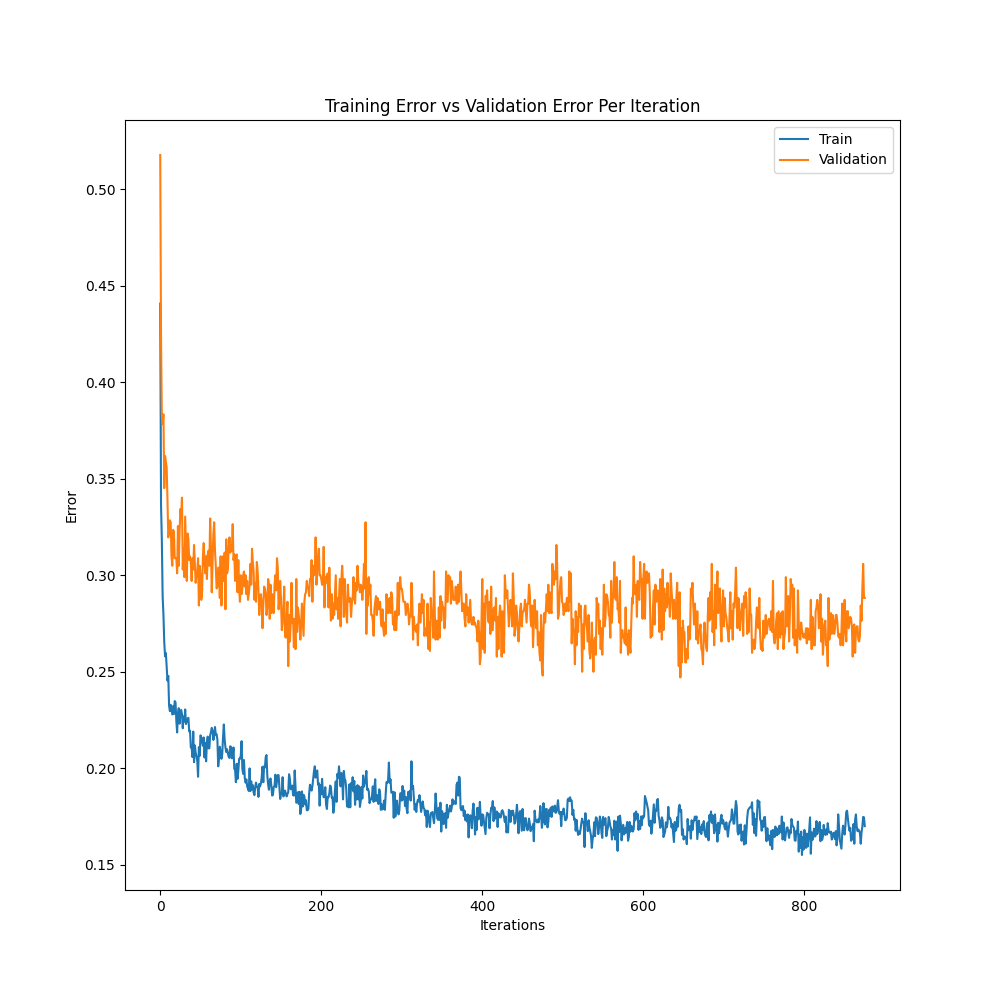 Training Error vs Validation Error Per Iteration
Train
Validation
0.50
0.45
0.40
0.35
0.30
0.25
0.20
0.15
Error
0
200
400
600
800
Iterations